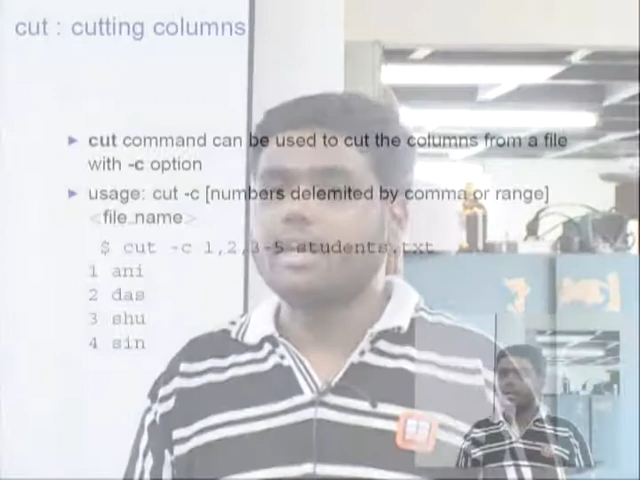 cut : cutting columns
▶ cut command can be used to cut the columns from a file
with -c option
▶ usage: cut -c [numbers delemited by comma or range]
<file_name>
$ cut -c 1,2,3-5 students.txt
1 ani
2 das
3 shu
4 sin